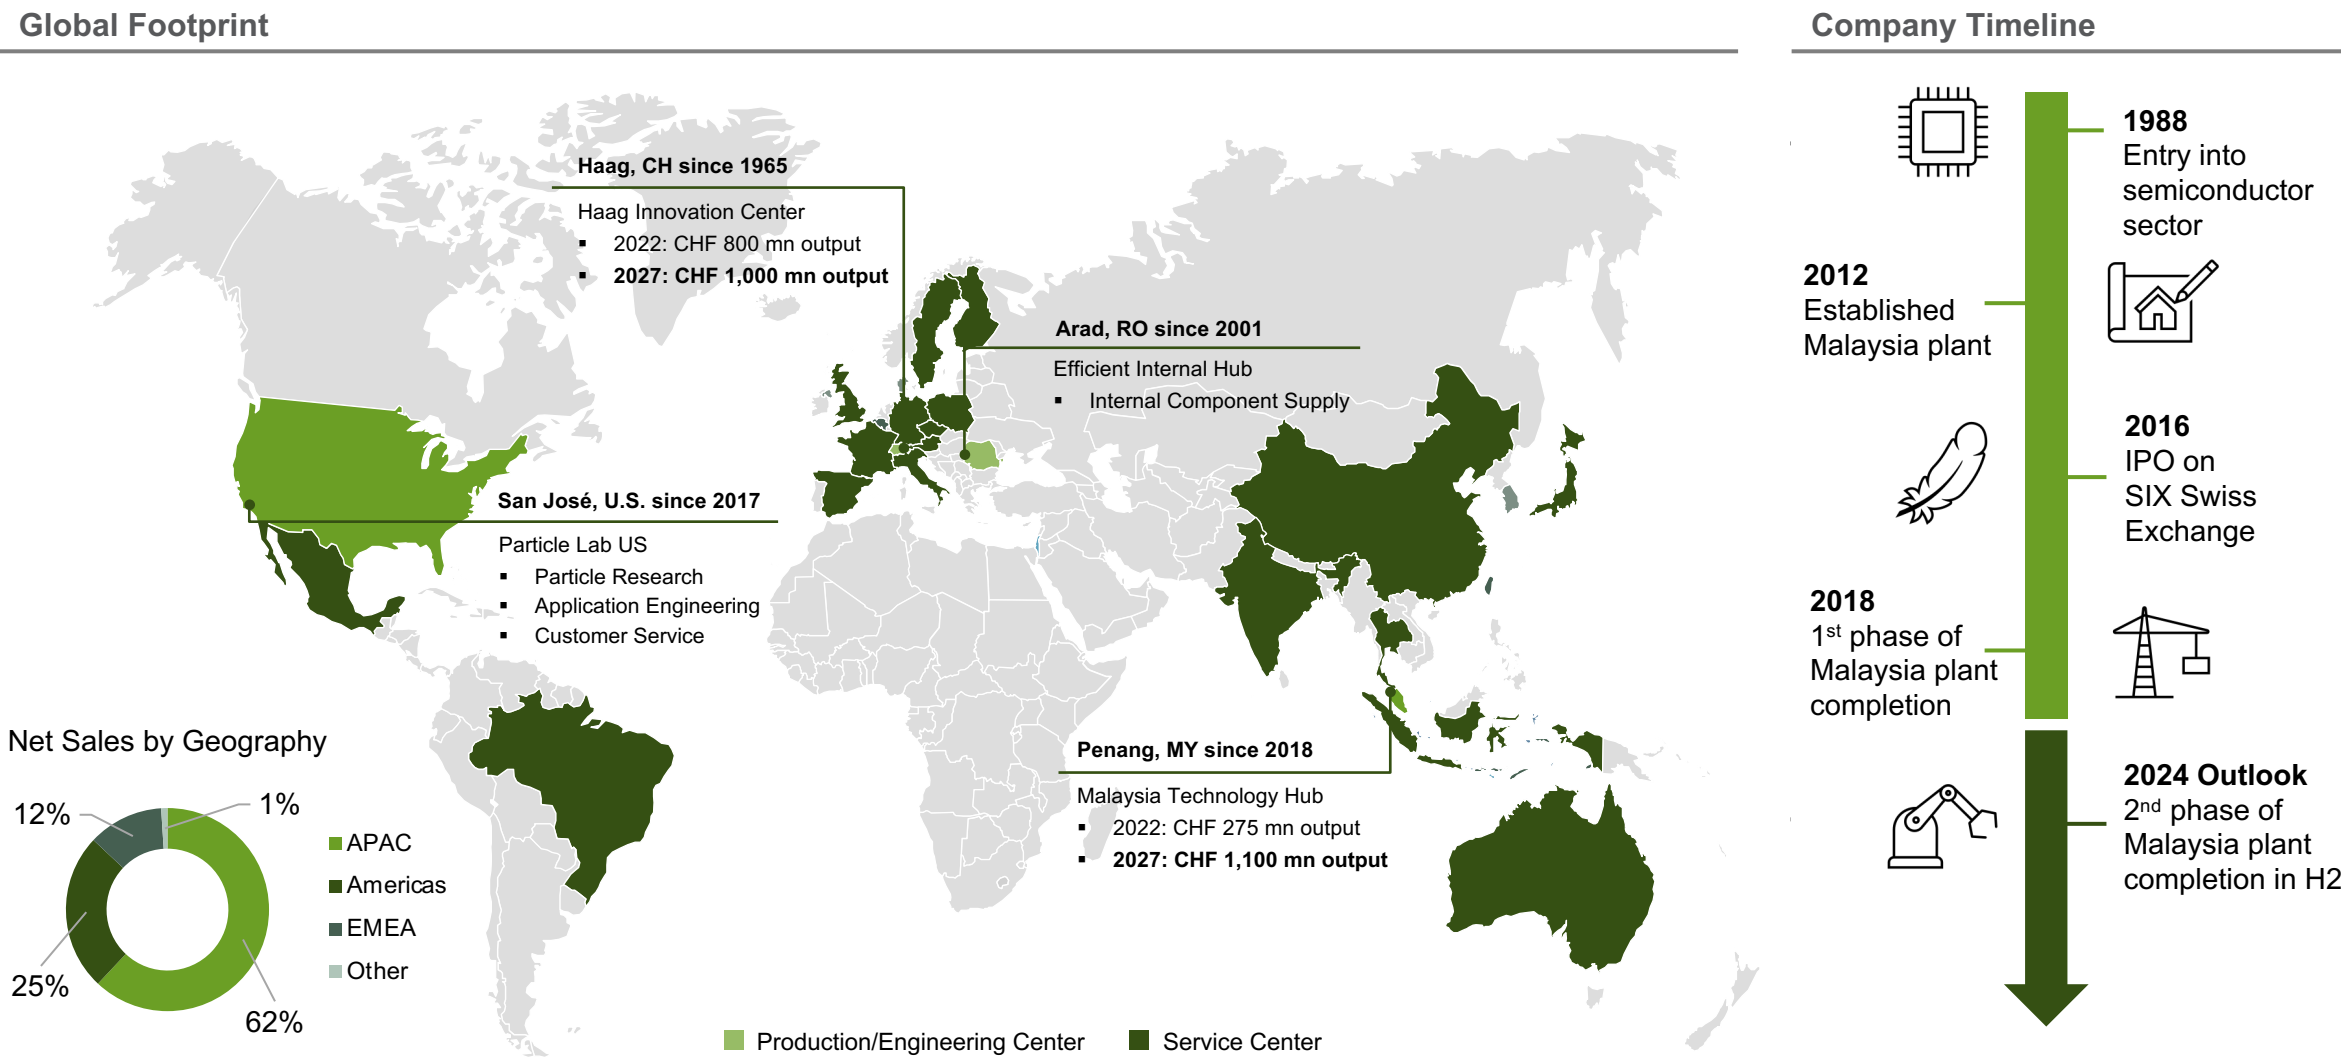 Global Footprint
Haag, CH since 1965
Haag Innovation Center
▪ 2022: CHF 800 mn output
▪ 2027: CHF 1,000 mn output
Arad, RO since 2001
Efficient Internal Hub
▪ Internal Component Supply
San José, U.S. since 2017
Particle Lab US
▪ Particle Research
▪ Application Engineering
▪ Customer Service
Penang, MY since 2018
Malaysia Technology Hub
▪ 2022: CHF 275 mn output
▪ 2027: CHF 1,100 mn output
Net Sales by Geography
12%
1%
25%
62%
APAC
Americas
EMEA
Other
Production/Engineering Center
Service Center
Company Timeline
1988
Entry into
semiconductor
sector
2012
Established
Malaysia plant
2016
IPO on
SIX Swiss
Exchange
2018
1st phase of
Malaysia plant
completion
2024 Outlook
2nd phase of
Malaysia plant
completion in H2